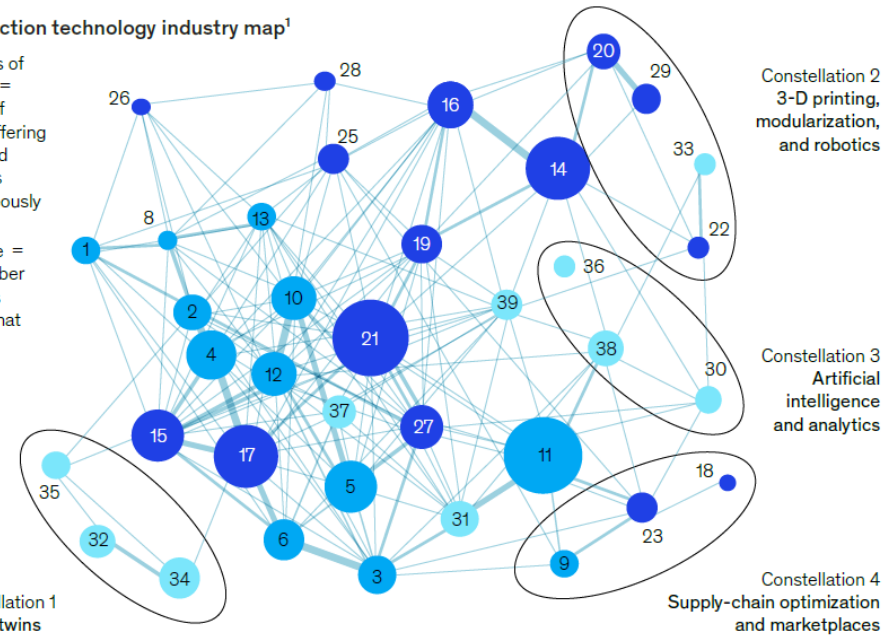 ction technology industry map¹
s of
=
f
ffering
d
s
ously
e =
ber
hat
28
26
20
29
16
Constellation 2
3-D printing,
modularization,
and robotics
25
14
33
8
13
1
19
22
36
10
39
2
21
38
4
12
30
Constellation 3
Artificial
intelligence
and analytics
37
15
27
17
11
35
18
5
31
23
32
6
34
3
9
Constellation 4
Supply-chain optimization
and marketplaces
llation 1
twins